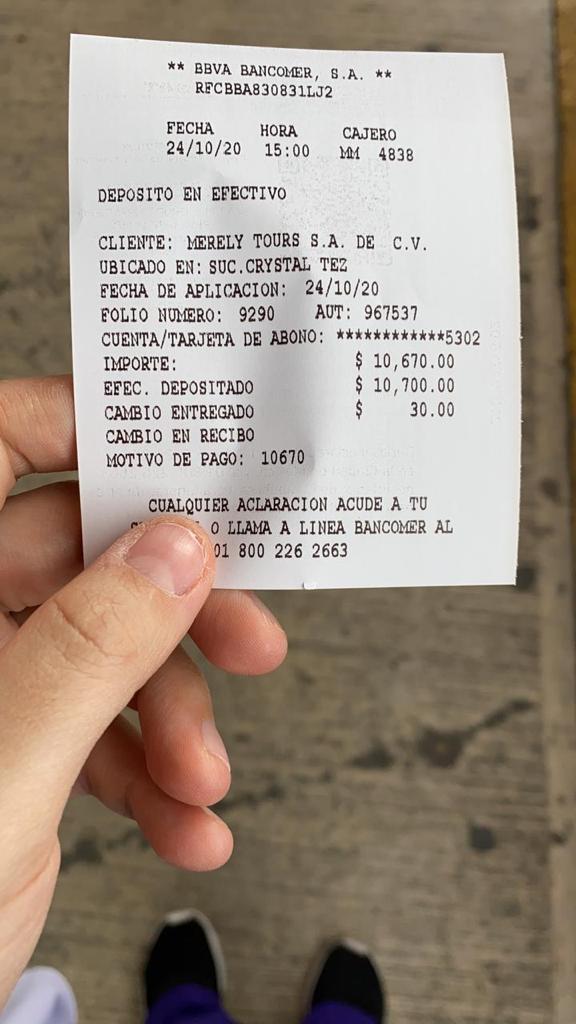 ** BBVA BANCOMER, S.A. **
RFCBBA830831LJ2
FECHA HORA CAJERO
24/10/20 15:00 MM 4838
DEPOSITO EN EFECTIVO
CLIENTE: MERELY TOURS S.A. DE C.V.
UBICADO EN: SUC.CRYSTAL TEZ
FECHA DE APLICACION: 24/10/20
FOLIO NUMERO: 9290 AUT: 967537
CUENTA/TARJETA DE ABONO: ************5302
IMPORTE: $ 10,670.00
EFEC. DEPOSITADO $ 10,700.00
CAMBIO ENTREGADO $ 30.00
CAMBIO EN RECIBO
MOTIVO DE PAGO: 10670
CUALQUIER ACLARACION ACUDE A TU
O LLAMA A LINEA BANCOMER AL
01 800 226 2663